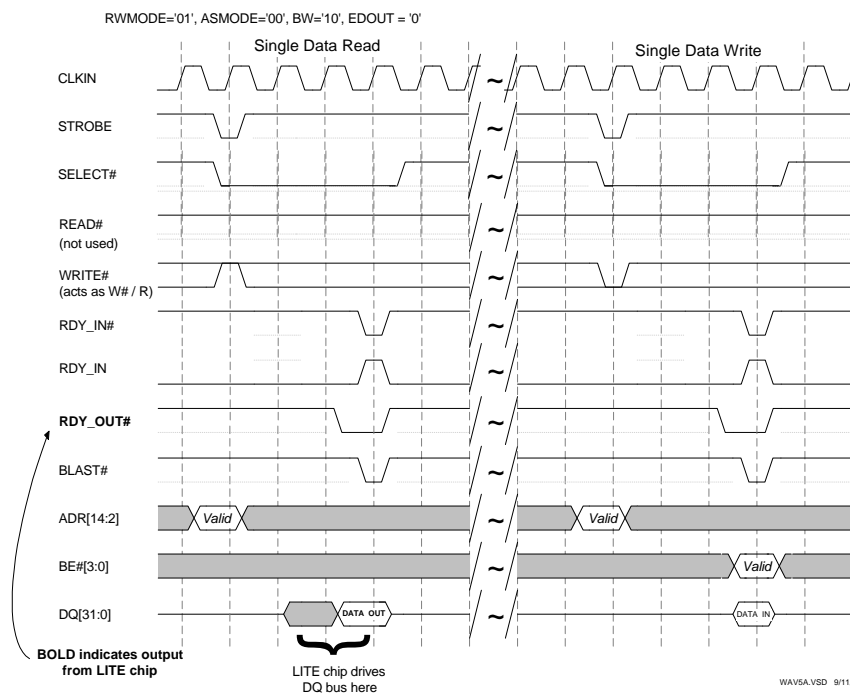 RWMODE='01', ASMODE='00', BW='10', EDOUT = '0'
Single Data Read
Single Data Write
CLKIN
~
~
STROBE
~
~
SELECT#
~
~
READ#
(not used)
~
WRITE#
(acts as W# / R)
~
RDY_IN#
~
RDY_IN
~
RDY_OUT#
~
BLAST#
~
ADR[14:2]
Valid
~
Valid
BE#[3:0]
~
Valid
DQ[31:0]
DATA OUT
~
DATA IN
BOLD indicates output
from LITE chip
LITE chip drives
DQ bus here
WAV5A.VSD 9/11